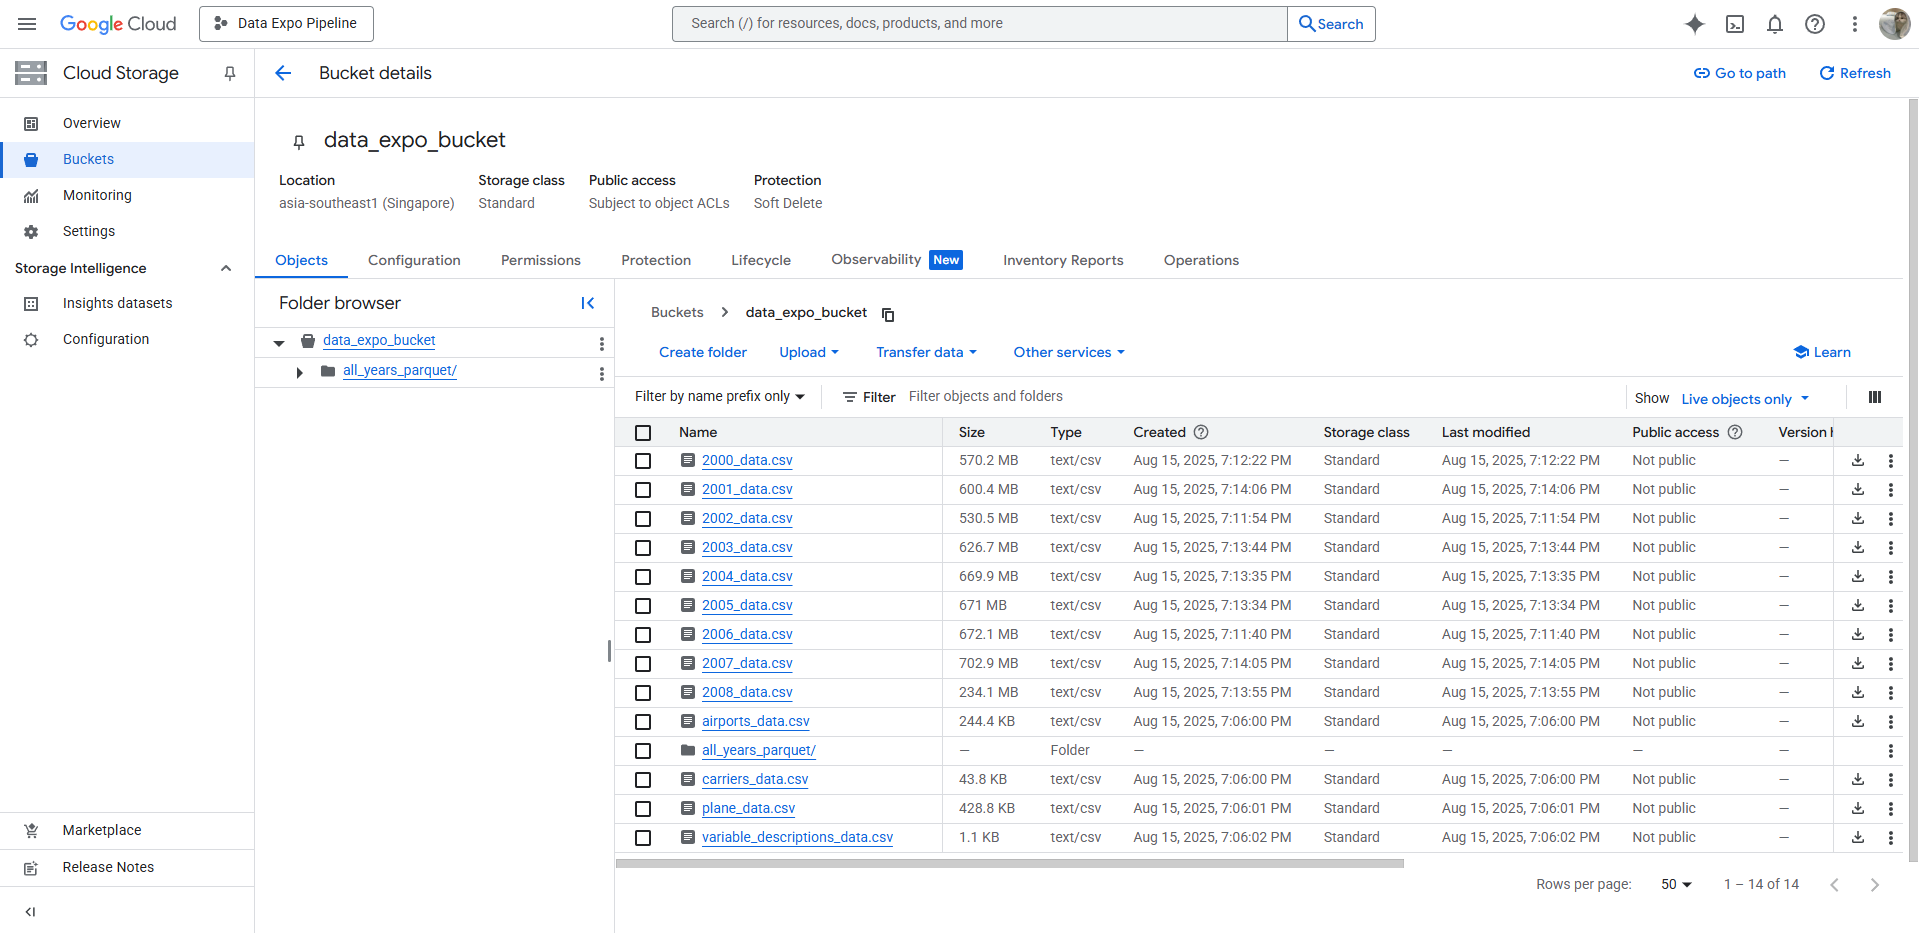 Google Cloud
Data Expo Pipeline
Search (/) for resources, docs, products, and more
Search
Cloud Storage
Bucket details
Go to path
Refresh
Overview
Buckets
Monitoring
Settings
Storage Intelligence
Insights datasets
Configuration
Marketplace
Release Notes
data_expo_bucket
Location Storage class Public access Protection
asia-southeast1 (Singapore) Standard Subject to object ACLs Soft Delete
Objects Configuration Permissions Protection Lifecycle Observability New Inventory Reports Operations
Folder browser
data_expo_bucket
all_years_parquet/
Buckets data_expo_bucket
Create folder Upload Transfer data Other services Learn
Filter by name prefix only Filter Filter objects and folders Show Live objects only
Name Size Type Created Storage class Last modified Public access Version
2000_data.csv 570.2 MB text/csv Aug 15, 2025, 7:12:22 PM Standard Aug 15, 2025, 7:12:22 PM Not public —
2001_data.csv 600.4 MB text/csv Aug 15, 2025, 7:14:06 PM Standard Aug 15, 2025, 7:14:06 PM Not public —
2002_data.csv 530.5 MB text/csv Aug 15, 2025, 7:11:54 PM Standard Aug 15, 2025, 7:11:54 PM Not public —
2003_data.csv 626.7 MB text/csv Aug 15, 2025, 7:13:44 PM Standard Aug 15, 2025, 7:13:44 PM Not public —
2004_data.csv 669.9 MB text/csv Aug 15, 2025, 7:13:35 PM Standard Aug 15, 2025, 7:13:35 PM Not public —
2005_data.csv 671 MB text/csv Aug 15, 2025, 7:13:34 PM Standard Aug 15, 2025, 7:13:34 PM Not public —
2006_data.csv 672.1 MB text/csv Aug 15, 2025, 7:11:40 PM Standard Aug 15, 2025, 7:11:40 PM Not public —
2007_data.csv 702.9 MB text/csv Aug 15, 2025, 7:14:05 PM Standard Aug 15, 2025, 7:14:05 PM Not public —
2008_data.csv 234.1 MB text/csv Aug 15, 2025, 7:13:55 PM Standard Aug 15, 2025, 7:13:55 PM Not public —
airports_data.csv 244.4 KB text/csv Aug 15, 2025, 7:06:00 PM Standard Aug 15, 2025, 7:06:00 PM Not public —
all_years_parquet/ — Folder — — — — —
carriers_data.csv 43.8 KB text/csv Aug 15, 2025, 7:06:00 PM Standard Aug 15, 2025, 7:06:00 PM Not public —
plane_data.csv 428.8 KB text/csv Aug 15, 2025, 7:06:01 PM Standard Aug 15, 2025, 7:06:01 PM Not public —
variable_descriptions_data.csv 1.1 KB text/csv Aug 15, 2025, 7:06:02 PM Standard Aug 15, 2025, 7:06:02 PM Not public —
Rows per page: 50 1 – 14 of 14